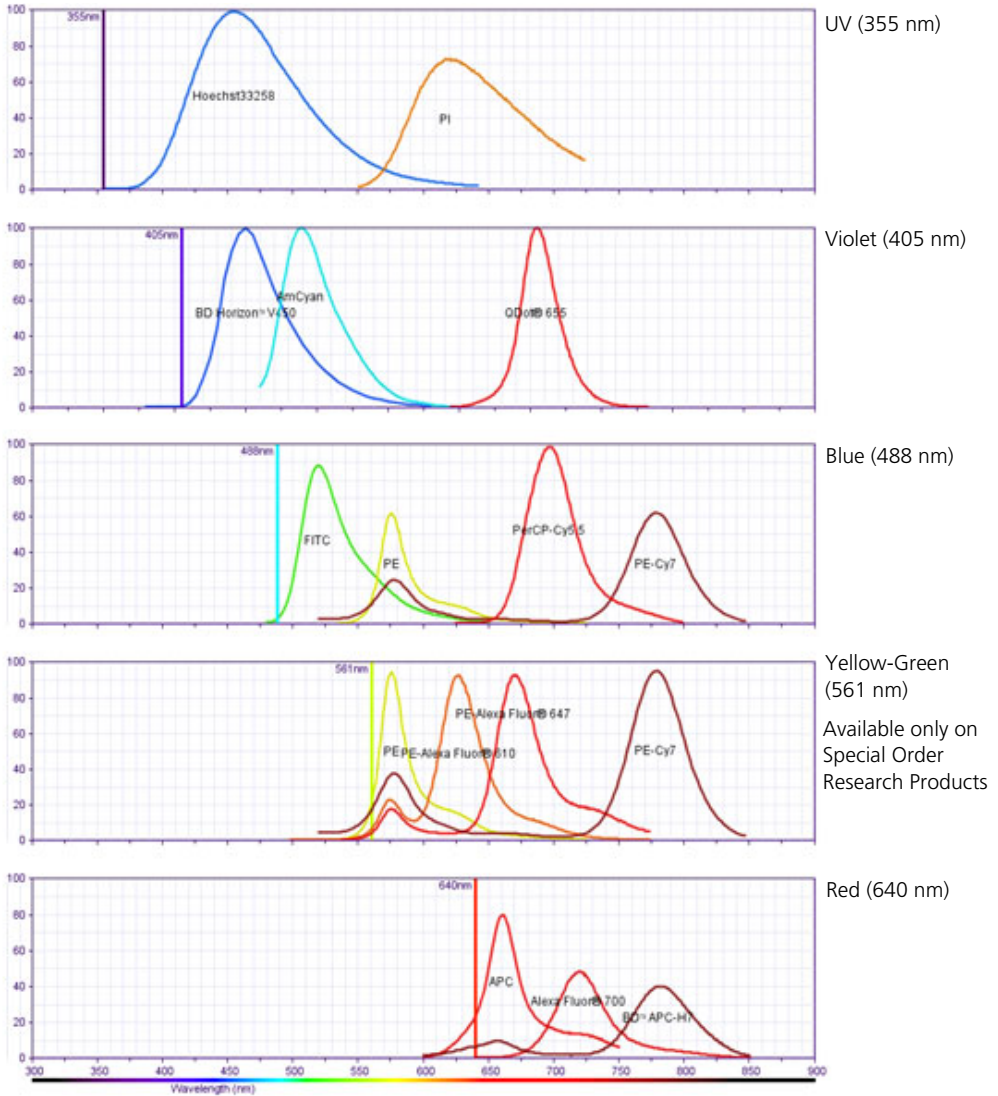 100
80
60
40
20
0
355nm
Hoechst33258
PI
UV (355 nm)
100
80
60
40
20
0
405nm
BD Horizon™ V450
AmCyan
QDot® 655
Violet (405 nm)
100
80
60
40
20
0
488nm
FITC
PE
PerCP-Cy5.5
PE-Cy7
Blue (488 nm)
100
80
60
40
20
0
561nm
PE
PE-Alexa Fluor® 610
PE-Alexa Fluor® 647
PE-Cy7
Yellow-Green
(561 nm)
Available only on
Special Order
Research Products
100
80
60
40
20
0
640nm
APC
Alexa Fluor® 700
BD™ APC-H7
Red (640 nm)
300 350 400 450 500 550 600 650 700 750 800 850 900
Wavelength (nm)